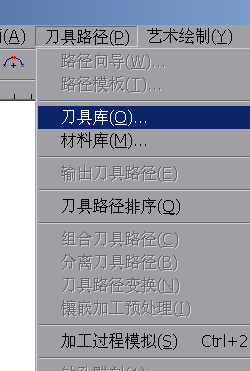 (A) 刀具路径(P) 艺术绘制(Y)
路径向导(W)...
路径模板(T)...
刀具库(O)...
材料库(M)...
输出刀具路径(E)
刀具路径排序(Q)
组合刀具路径(C)
分离刀具路径(B)
刀具路径变换(N)
镶嵌加工预处理(I)
加工过程模拟(S) Ctrl+2